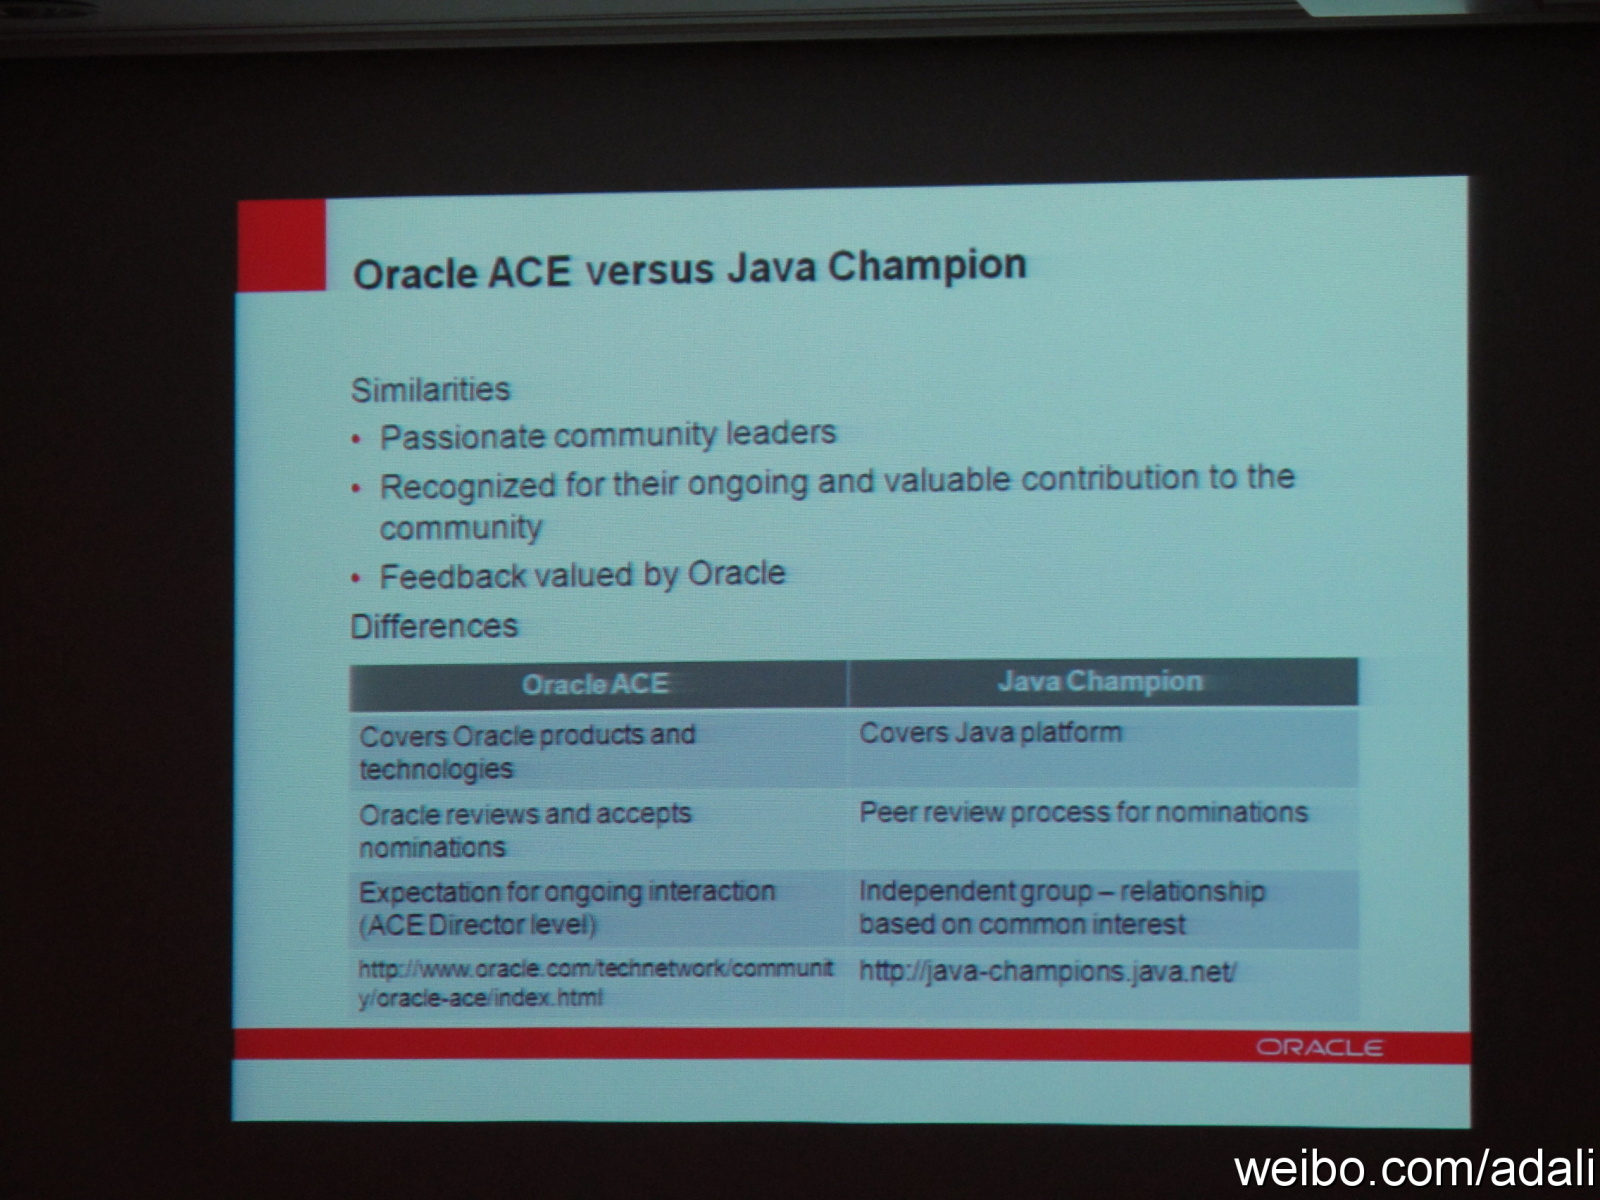 Oracle ACE versus Java Champion
Similarities
• Passionate community leaders
• Recognized for their ongoing and valuable contribution to the
community
• Feedback valued by Oracle
Differences
Oracle ACE
Java Champion
Covers Oracle products and
technologies
Covers Java platform
Oracle reviews and accepts
nominations
Peer review process for nominations
Expectation for ongoing interaction
(ACE Director level)
Independent group – relationship
based on common interest
http://www.oracle.com/technetwork/communit
y/oracle-ace/index.html
http://java-champions.java.net/
ORACLE
weibo.com/adali